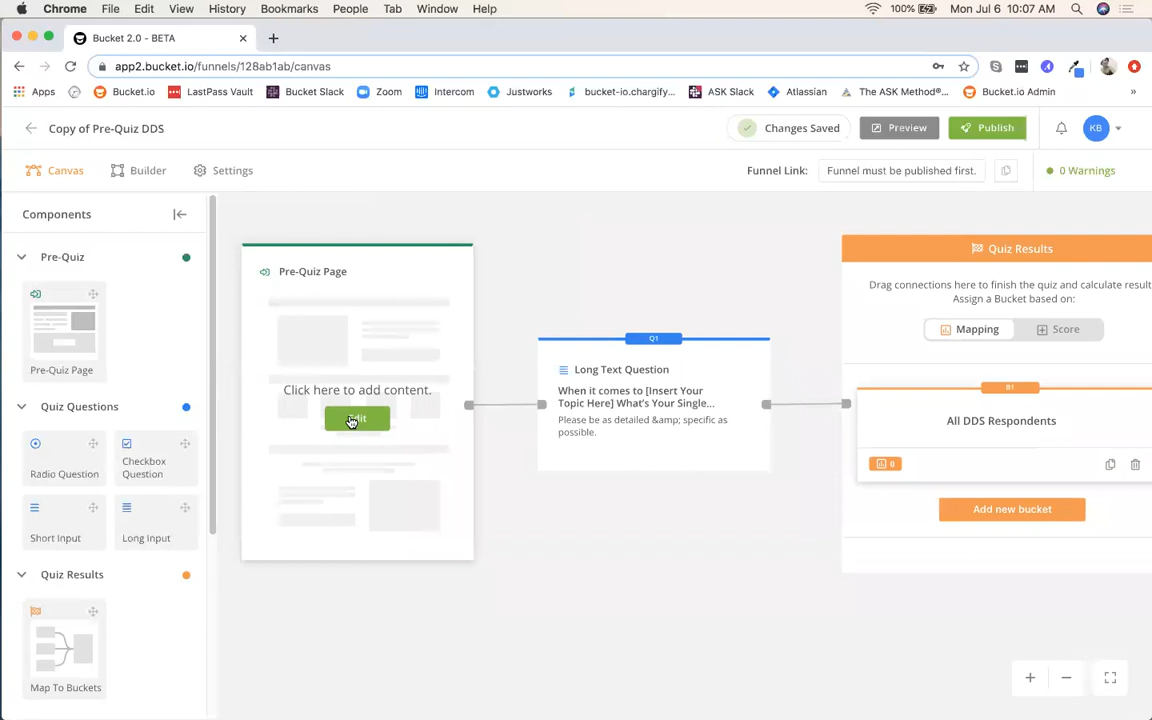 Chrome File Edit View History Bookmarks People Tab Window Help 100% Mon Jul 6 10:07 AM
Bucket 2.0 - BETA
app2.bucket.io/funnels/128ab1ab/canvas
Apps Bucket.io LastPass Vault Bucket Slack Zoom Intercom Justworks bucket-io.chargify... ASK Slack Atlassian The ASK Method®... Bucket.io Admin »
Copy of Pre-Quiz DDS Changes Saved Preview Publish KB
Canvas Builder Settings Funnel Link: Funnel must be published first. 0 Warnings
Components
Pre-Quiz
Pre-Quiz Page
Quiz Questions
Radio Question
Checkbox
Question
Short Input
Long Input
Quiz Results
Map To Buckets
Pre-Quiz Page
Click here to add content.
Q1
Long Text Question
When it comes to [Insert Your
Topic Here] What's Your Single...
Please be as detailed &amp; specific as
possible.
Quiz Results
Drag connections here to finish the quiz and calculate result
Assign a Bucket based on:
Mapping Score
B1
All DDS Respondents
0
Add new bucket